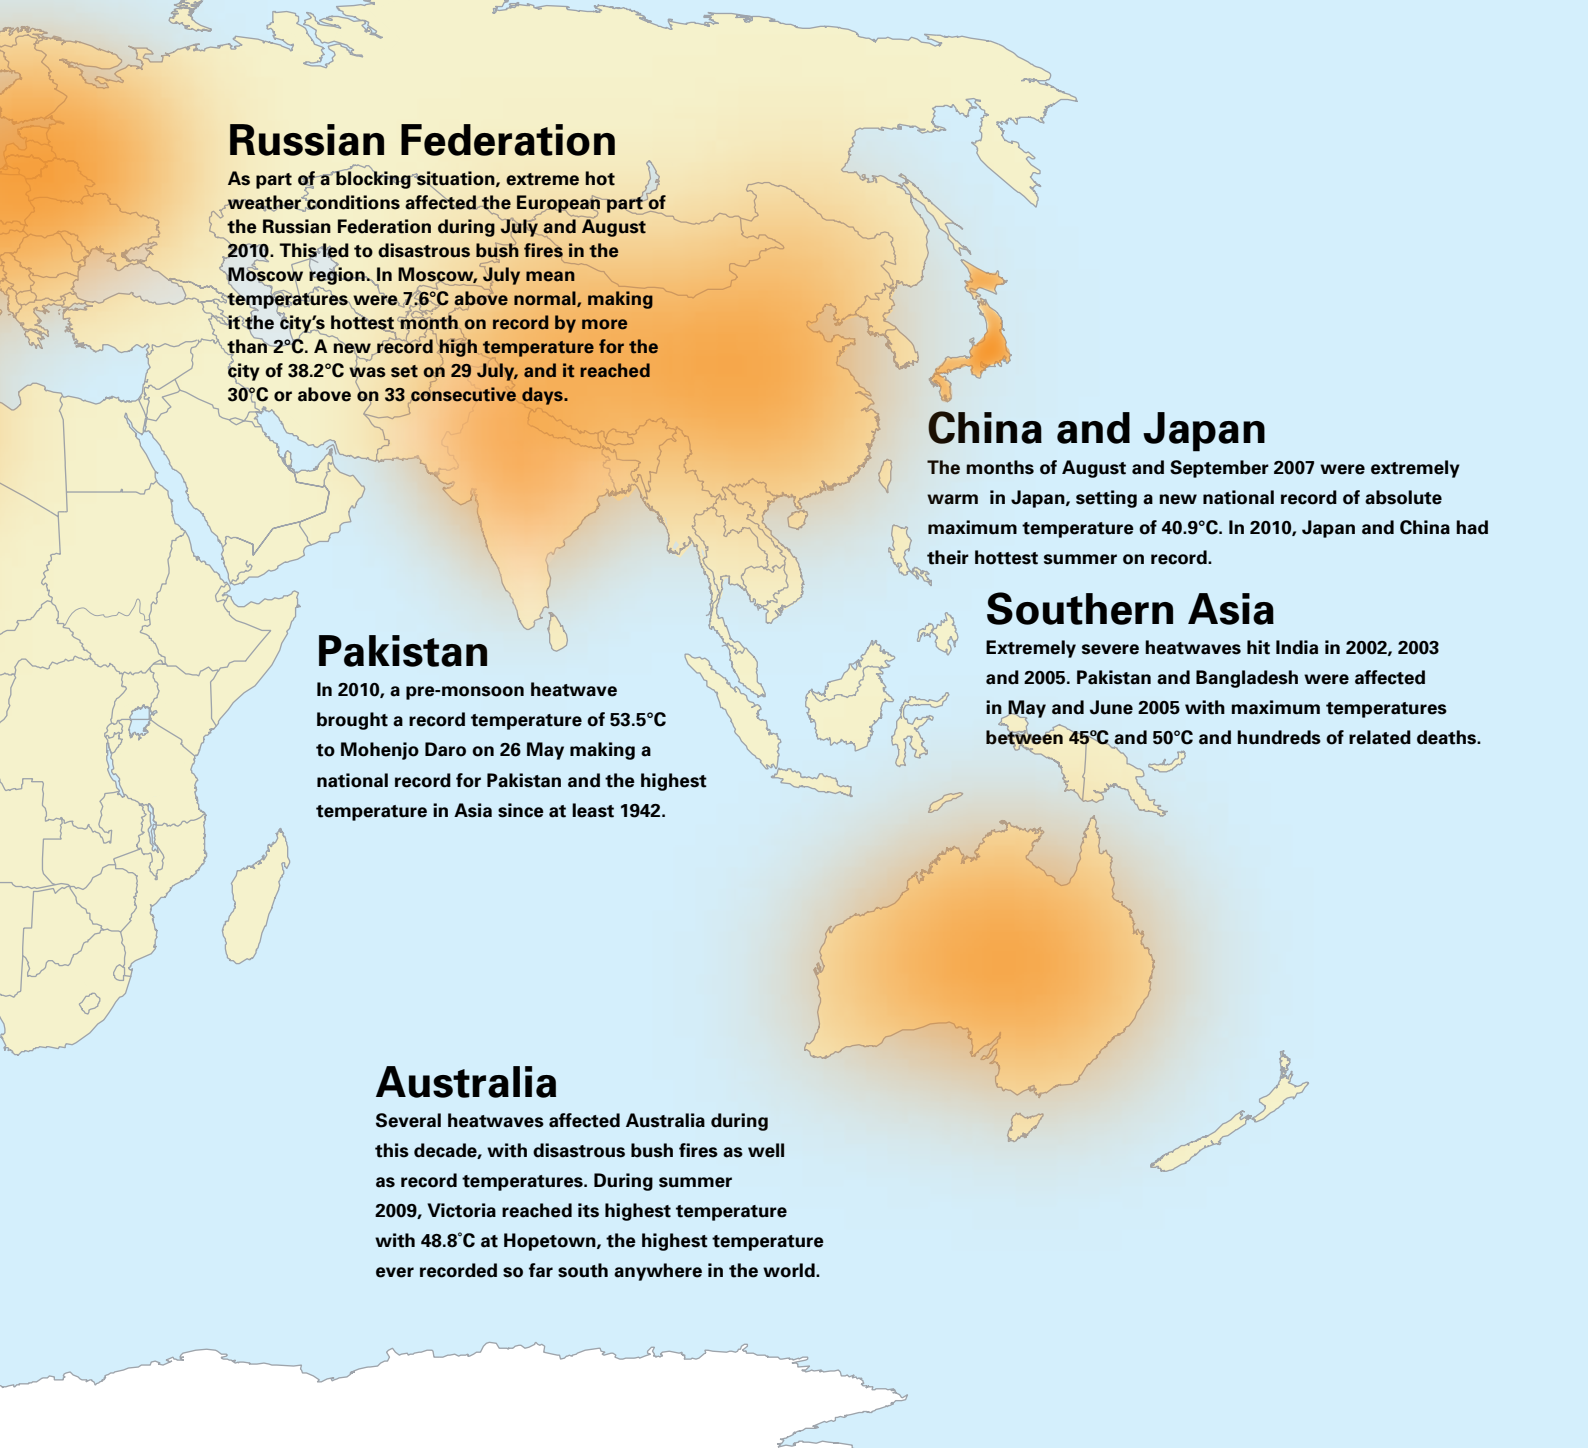 Russian Federation
As part of a blocking situation, extreme hot
weather conditions affected the European part of
the Russian Federation during July and August
2010. This led to disastrous bush fires in the
Moscow region. In Moscow, July mean
temperatures were 7.6°C above normal, making
it the city’s hottest month on record by more
than 2°C. A new record high temperature for the
city of 38.2°C was set on 29 July, and it reached
30°C or above on 33 consecutive days.
China and Japan
The months of August and September 2007 were extremely
warm in Japan, setting a new national record of absolute
maximum temperature of 40.9°C. In 2010, Japan and China had
their hottest summer on record.
Southern Asia
Extremely severe heatwaves hit India in 2002, 2003
and 2005. Pakistan and Bangladesh were affected
in May and June 2005 with maximum temperatures
between 45ºC and 50°C and hundreds of related deaths.
Pakistan
In 2010, a pre-monsoon heatwave
brought a record temperature of 53.5°C
to Mohenjo Daro on 26 May making a
national record for Pakistan and the highest
temperature in Asia since at least 1942.
Australia
Several heatwaves affected Australia during
this decade, with disastrous bush fires as well
as record temperatures. During summer
2009, Victoria reached its highest temperature
with 48.8˚C at Hopetown, the highest temperature
ever recorded so far south anywhere in the world.